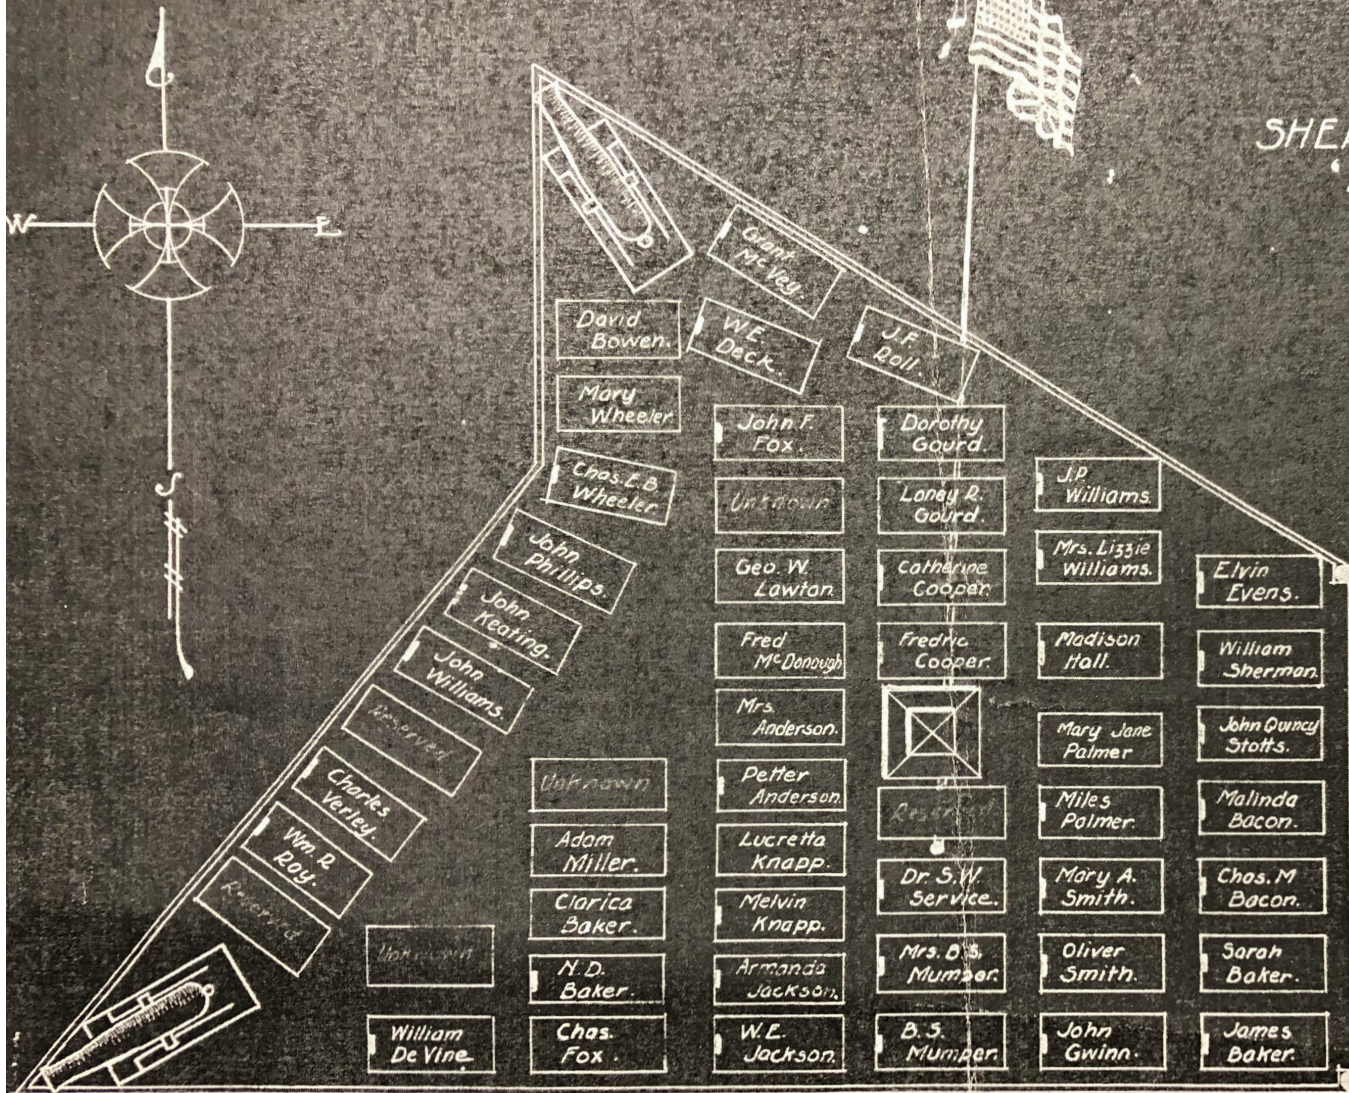 SHE
W
E
S
Grant
McVey.
David
Bowen.
W.E.
Deck.
J.F.
Roll
Mary
Wheeler
John F.
Fox.
Dorothy
Gourd.
Chas. E.B.
Wheeler
Unknown
Loney R.
Gourd.
J.P.
Williams.
John
Phillips.
Geo. W.
Lawton
Catherine
Cooper.
Mrs. Lizzie
Williams.
Elvin
Evens.
John
Keating.
Fred
McDonough
Fredric
Cooper.
Madison
Hall.
William
Sherman.
John
Williams.
Mrs.
Anderson.
Mary Jane
Palmer
John Quincy
Stotts.
Reserved
Unknown
Petter
Anderson.
Reserved
Miles
Palmer.
Malinda
Bacon.
Charles
Verley.
Adam
Miller.
Lucretta
Knapp.
Dr. S.W.
Service.
Mary A.
Smith.
Chas. M
Bacon.
Wm. R
Roy.
Clarica
Baker.
Melvin
Knapp.
Reserved
Unknown
N.D.
Baker.
Armanda
Jackson.
Mrs. B.S.
Mumper.
Oliver
Smith.
Sarah
Baker.
William
De Vine.
Chas.
Fox.
W.E.
Jackson.
B.S.
Mumper.
John
Gwinn.
James
Baker.